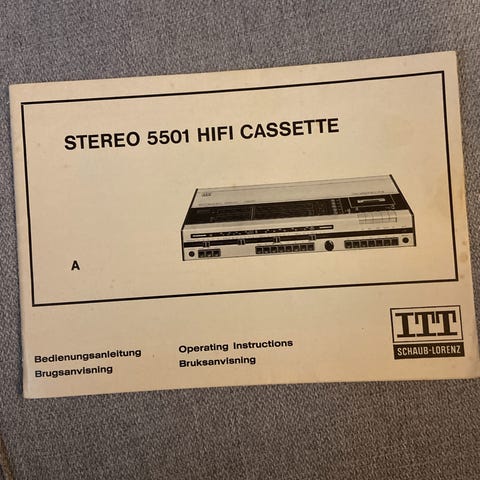 STEREO 5501 HIFI CASSETTE
A
Bedienungsanleitung
Brugsanvisning
Operating Instructions
Bruksanvisning
ITT
SCHAUB-LORENZ